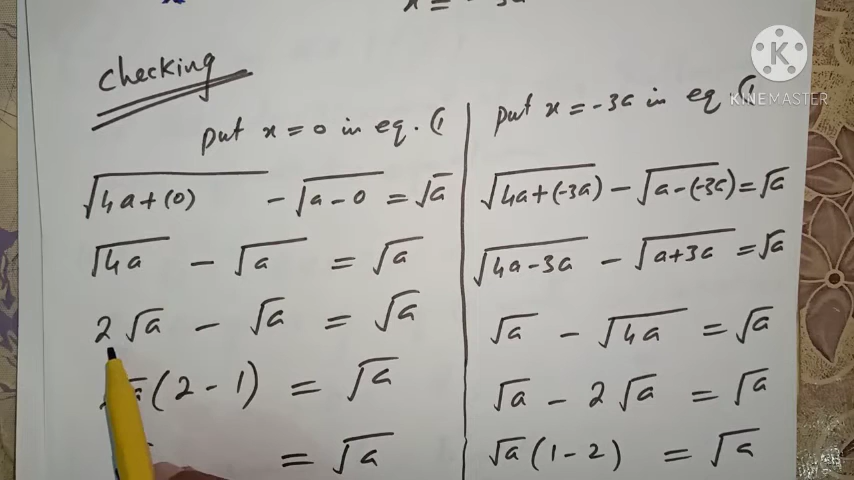 x = -3a
checking
put x = 0 in eq. (1
√4a+(0) - √a-0 = √a
√4a - √a = √a
2√a - √a = √a
(2-1) = √a
= √a
put x = -3a in eq (1
√4a+(-3a) - √a-(-3a) = √a
√4a-3a - √a+3a = √a
√a - √4a = √a
√a - 2√a = √a
√a (1-2) = √a
K
KINEMASTER